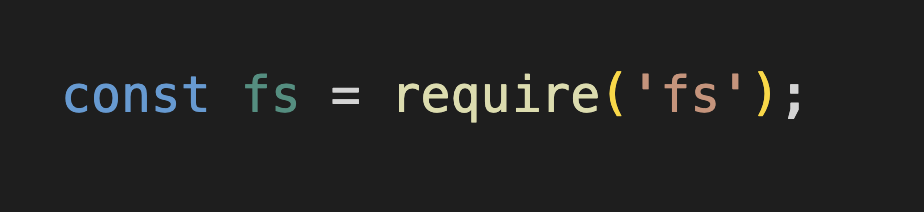 const fs = require('fs');